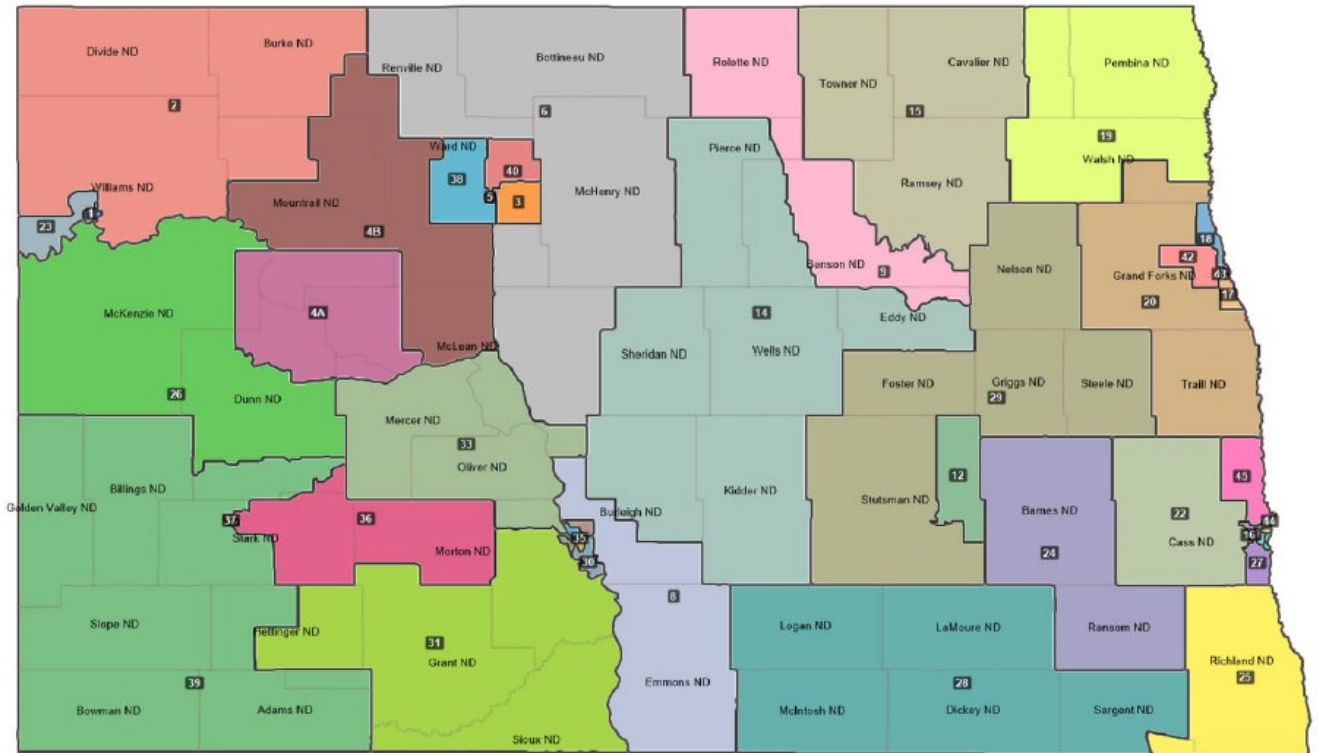 Divide ND
Burke ND
Renville ND
Bottineau ND
Rolotte ND
Towner ND
Cavalier ND
Pembina ND
2
6
15
19
Ward ND
Pierce ND
Walsh ND
40
38
Williams ND
Mountrail ND
5
3
McHenry ND
Ramsey ND
1
23
4B
18
Benson ND
9
Nelson ND
42
Grand Forks ND
43
17
20
McKenzie ND
4A
14
Eddy ND
McLean ND
Sheridan ND
Wells ND
26
Dunn ND
Foster ND
Griggs ND
29
Steele ND
Traill ND
Mercer ND
33
Oliver ND
12
45
Billings ND
Golden Valley ND
Kidder ND
Stutsman ND
Barnes ND
22
37
36
Burleigh ND
44
Stark ND
Morton ND
35
16
Cass ND
24
30
27
8
Slope ND
Hettinger ND
31
Grant ND
Logan ND
LaMoure ND
Ransom ND
Richland ND
25
39
Emmons ND
28
Bowman ND
Adams ND
McIntosh ND
Dickey ND
Sargent ND
Sioux ND